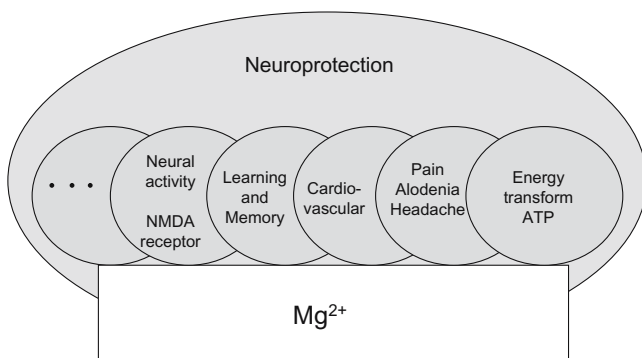 Neuroprotection
. . .
Neural
activity
NMDA
receptor
Learning
and
Memory
Cardio-
vascular
Pain
Alodenia
Headache
Energy
transform
ATP
Mg²⁺